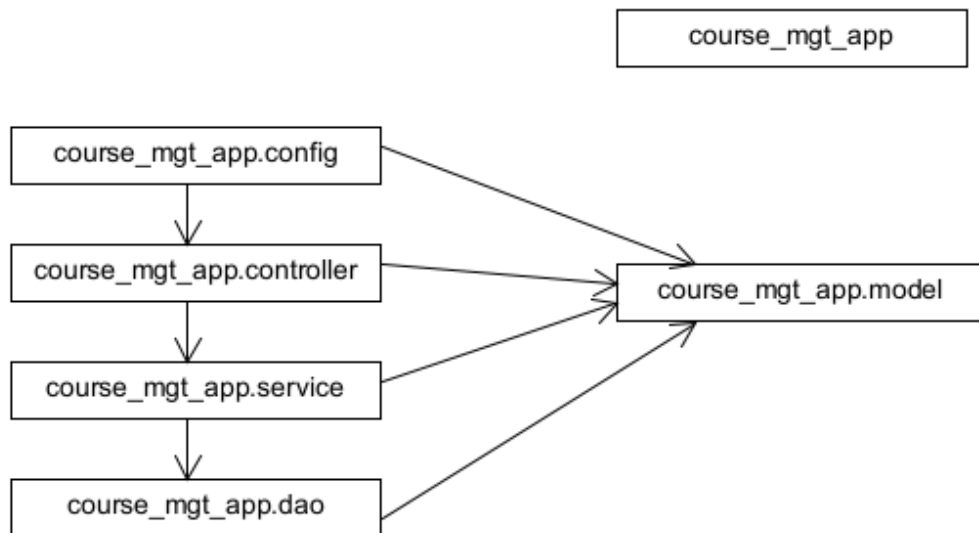 course_mgt_app
course_mgt_app.config
course_mgt_app.controller
course_mgt_app.model
course_mgt_app.service
course_mgt_app.dao